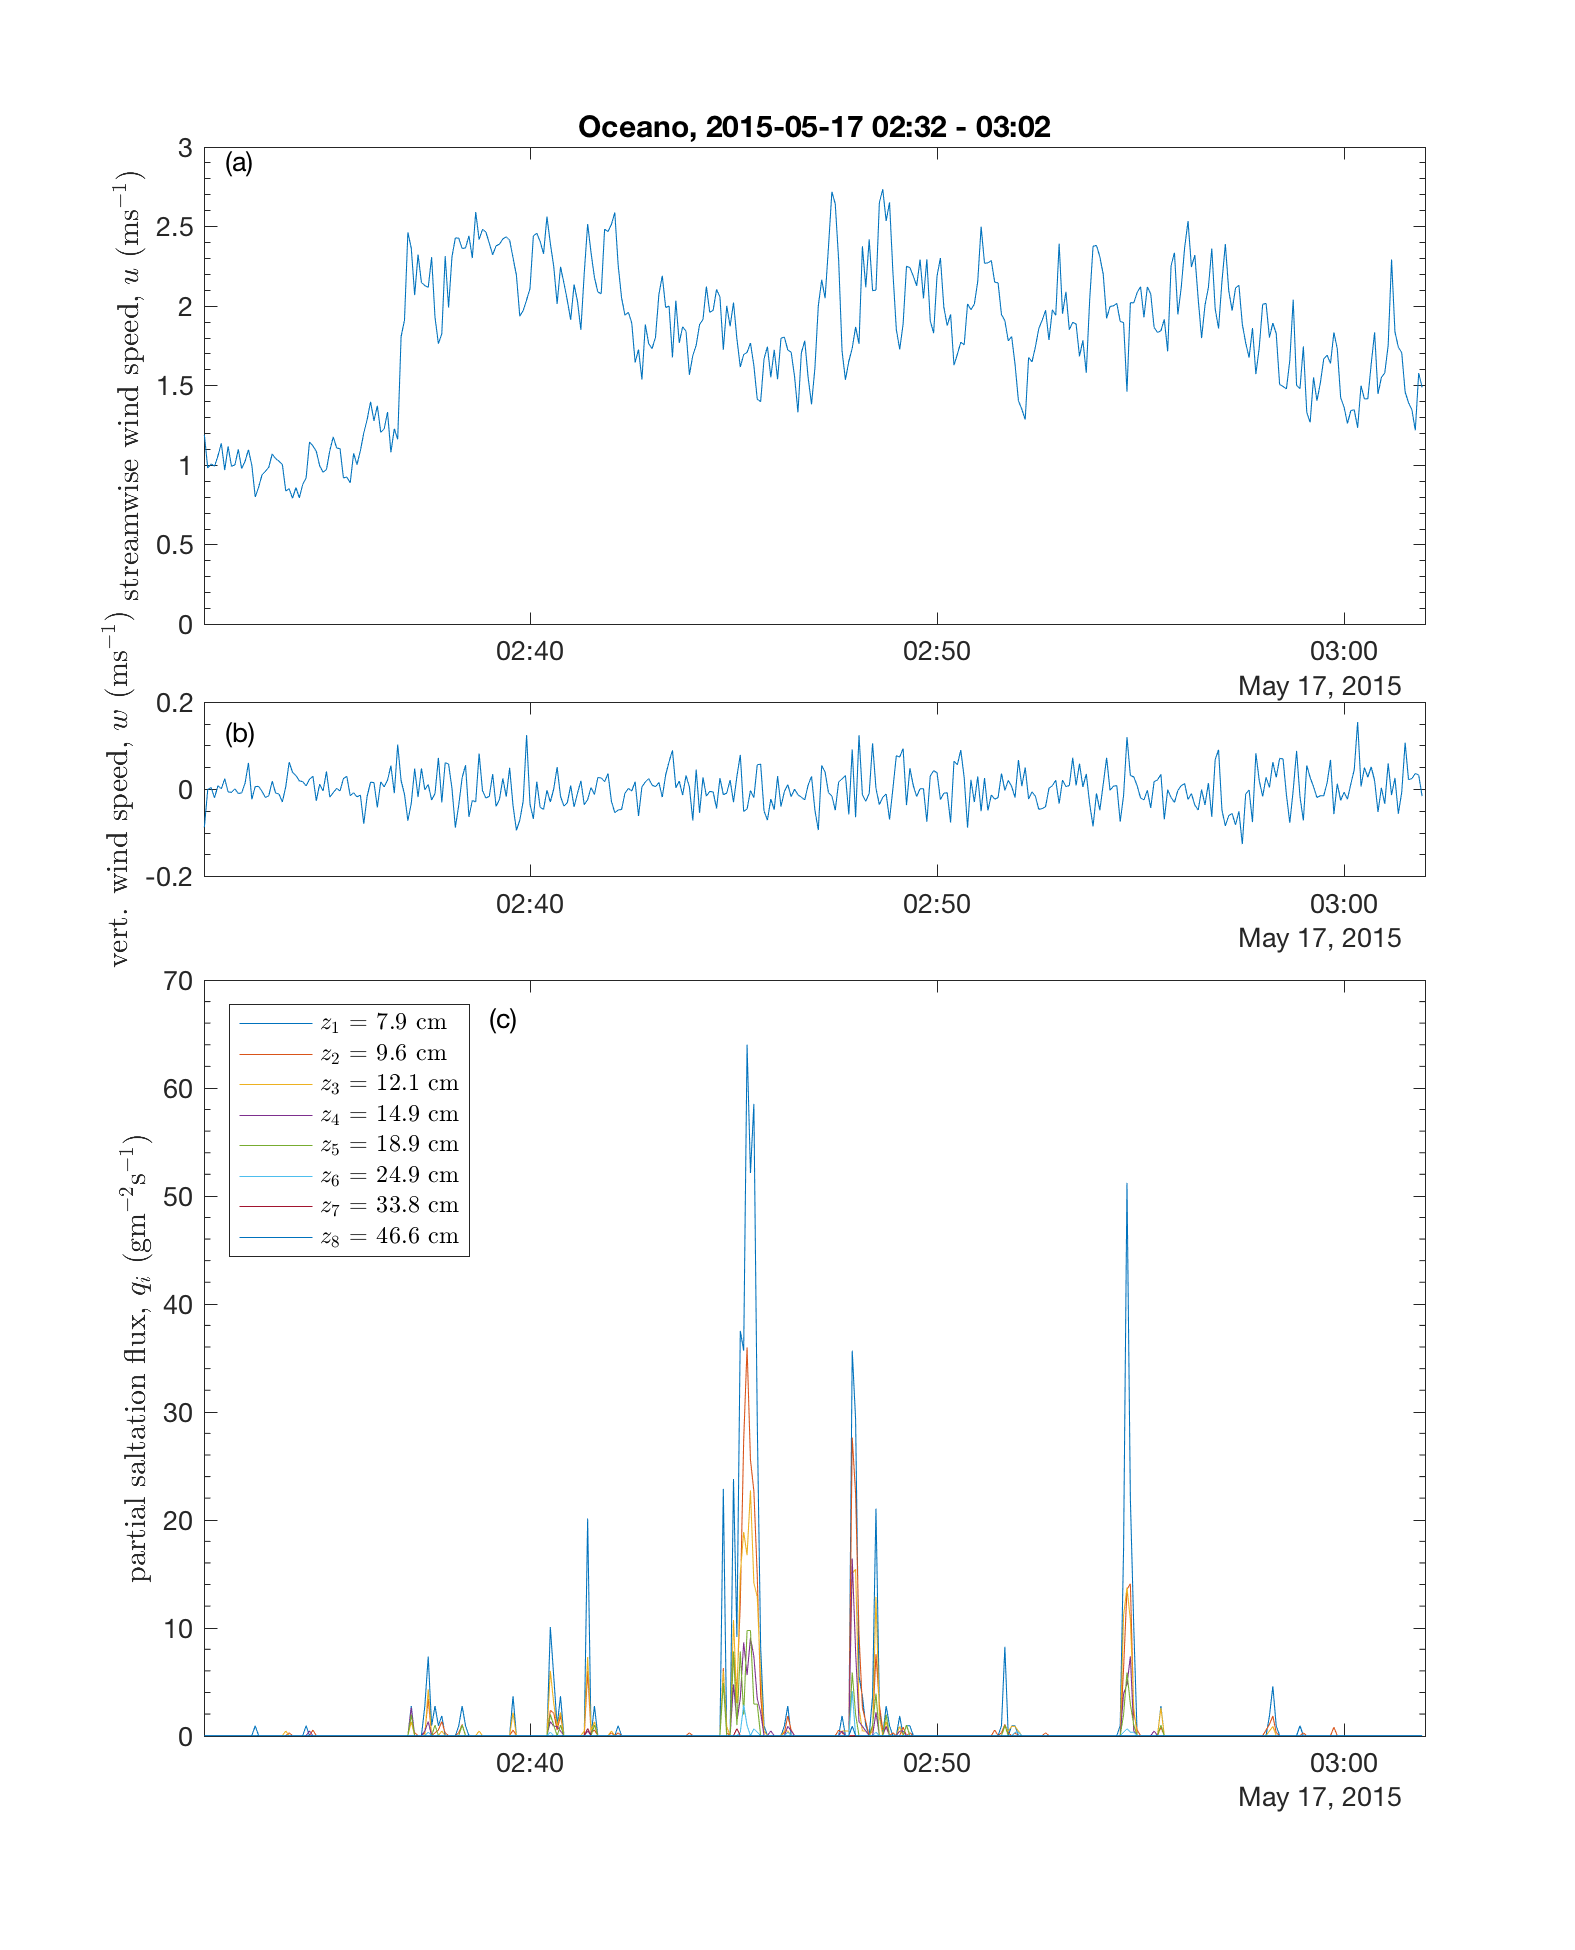 Oceano, 2015-05-17 02:32 - 03:02
(a)
streamwise wind speed, u (ms⁻¹)
3
2.5
2
1.5
1
0.5
0
02:40 02:50 03:00
May 17, 2015
(b)
vert. wind speed, w (ms⁻¹)
0.2
0
-0.2
02:40 02:50 03:00
May 17, 2015
(c)
partial saltation flux, qᵢ (gm⁻²s⁻¹)
70
60
50
40
30
20
10
0
z₁ = 7.9 cm
z₂ = 9.6 cm
z₃ = 12.1 cm
z₄ = 14.9 cm
z₅ = 18.9 cm
z₆ = 24.9 cm
z₇ = 33.8 cm
z₈ = 46.6 cm
02:40 02:50 03:00
May 17, 2015